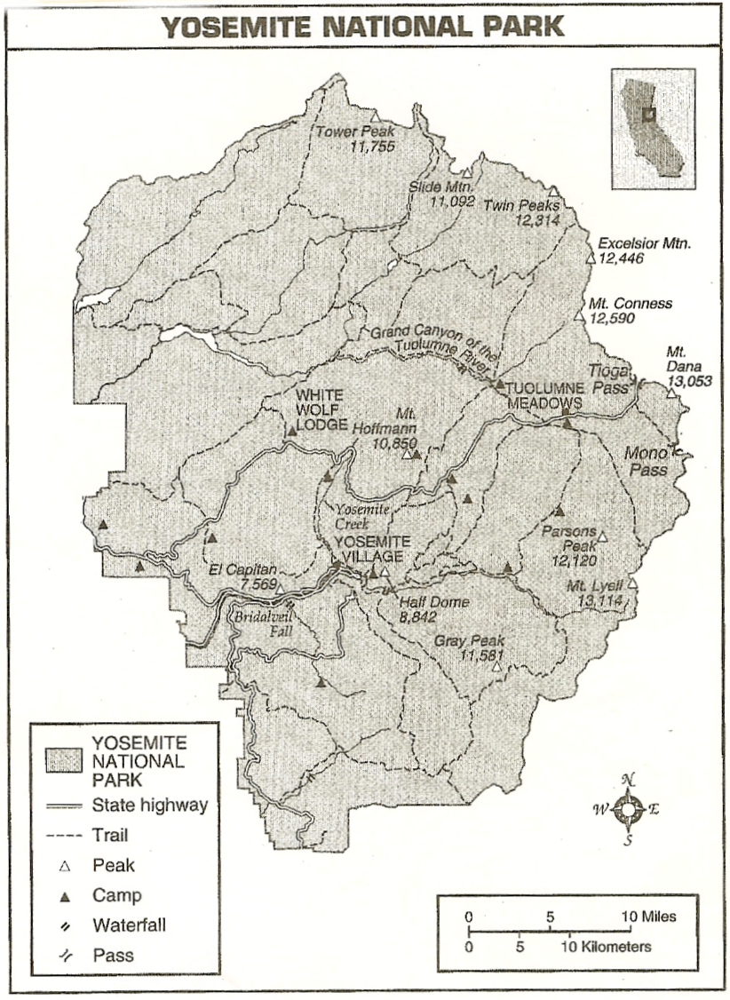 YOSEMITE NATIONAL PARK
Tower Peak
11,755
Slide Mtn.
11,092
Twin Peaks
12,314
Excelsior Mtn.
12,446
Mt. Conness
12,590
Grand Canyon of the
Tuolumne River
Mt.
Dana
13,053
Tioga
Pass
TUOLUMNE
MEADOWS
WHITE
WOLF
LODGE
Mt.
Hoffmann
10,850
Mono
Pass
Yosemite
Creek
YOSEMITE
VILLAGE
Parsons
Peak
12,120
El Capitan
7,569
Mt. Lyell
13,114
Half Dome
8,842
Bridalveil
Fall
Gray Peak
11,581
YOSEMITE
NATIONAL
PARK
State highway
Trail
Peak
Camp
Waterfall
Pass
N
W E
S
0 5 10 Miles
0 5 10 Kilometers